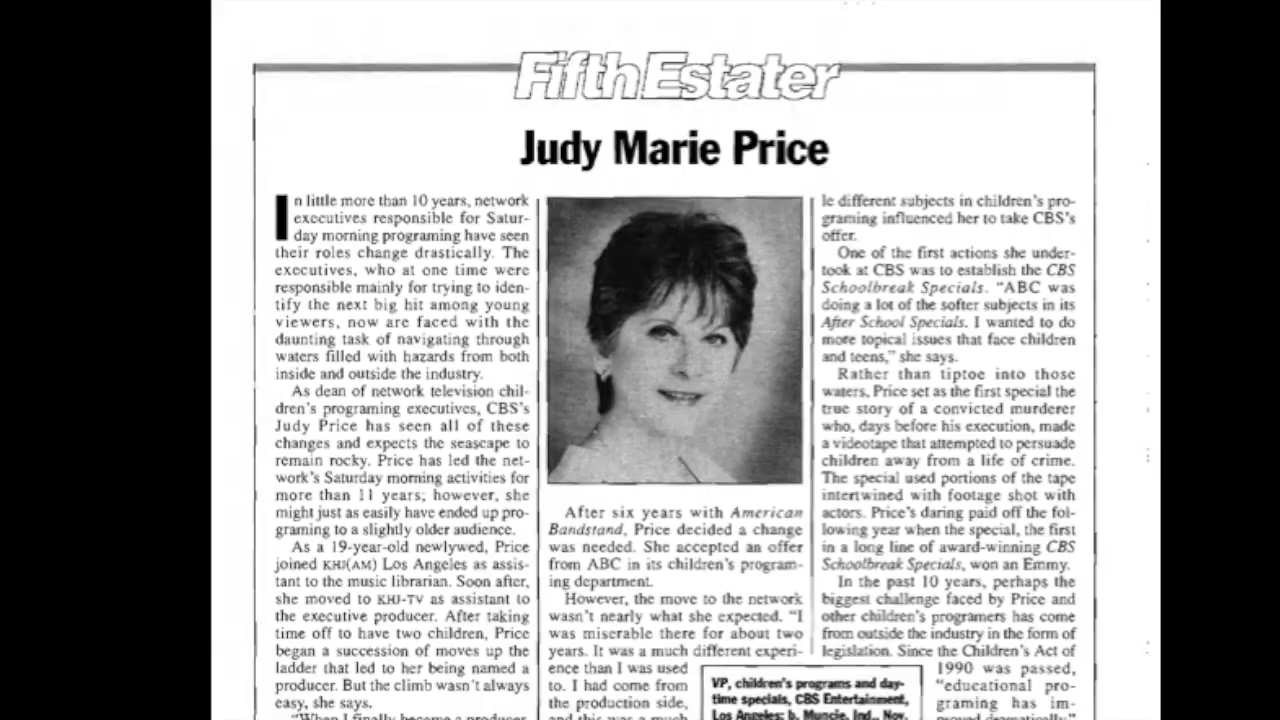 Fifth Estater
Judy Marie Price
In little more than 10 years, network
executives responsible for Satur-
day morning programing have seen
their roles change drastically. The
executives, who at one time were
responsible mainly for trying to iden-
tify the next big hit among young
viewers, now are faced with the
daunting task of navigating through
waters filled with hazards from both
inside and outside the industry.
As dean of network television chil-
dren's programing executives, CBS's
Judy Price has seen all of these
changes and expects the seascape to
remain rocky. Price has led the net-
work's Saturday morning activities for
more than 11 years; however, she
might just as easily have ended up pro-
graming to a slightly older audience.
As a 19-year-old newlywed, Price
joined KHJ(AM) Los Angeles as assis-
tant to the music librarian. Soon after,
she moved to KHJ-TV as assistant to
the executive producer. After taking
time off to have two children, Price
began a succession of moves up the
ladder that led to her being named a
producer. But the climb wasn't always
easy, she says.
"When I finally became a producer,
After six years with American
Bandstand, Price decided a change
was needed. She accepted an offer
from ABC in its children's program-
ing department.
However, the move to the network
wasn't nearly what she expected. "I
was miserable there for about two
years. It was a much different experi-
ence than I was used
to. I had come from
the production side,
and this was a much
VP, children's programs and day-
time specials, CBS Entertainment,
Los Angeles; b. Muncie, Ind., Nov.
le different subjects in children's pro-
graming influenced her to take CBS's
offer.
One of the first actions she under-
took at CBS was to establish the CBS
Schoolbreak Specials. "ABC was
doing a lot of the softer subjects in its
After School Specials. I wanted to do
more topical issues that face children
and teens," she says.
Rather than tiptoe into those
waters, Price set as the first special the
true story of a convicted murderer
who, days before his execution, made
a videotape that attempted to persuade
children away from a life of crime.
The special used portions of the tape
intertwined with footage shot with
actors. Price's daring paid off the fol-
lowing year when the special, the first
in a long line of award-winning CBS
Schoolbreak Specials, won an Emmy.
In the past 10 years, perhaps the
biggest challenge faced by Price and
other children's programers has come
from outside the industry in the form of
legislation. Since the Children's Act of
1990 was passed,
"educational pro-
graming has im-
proved dramatically."